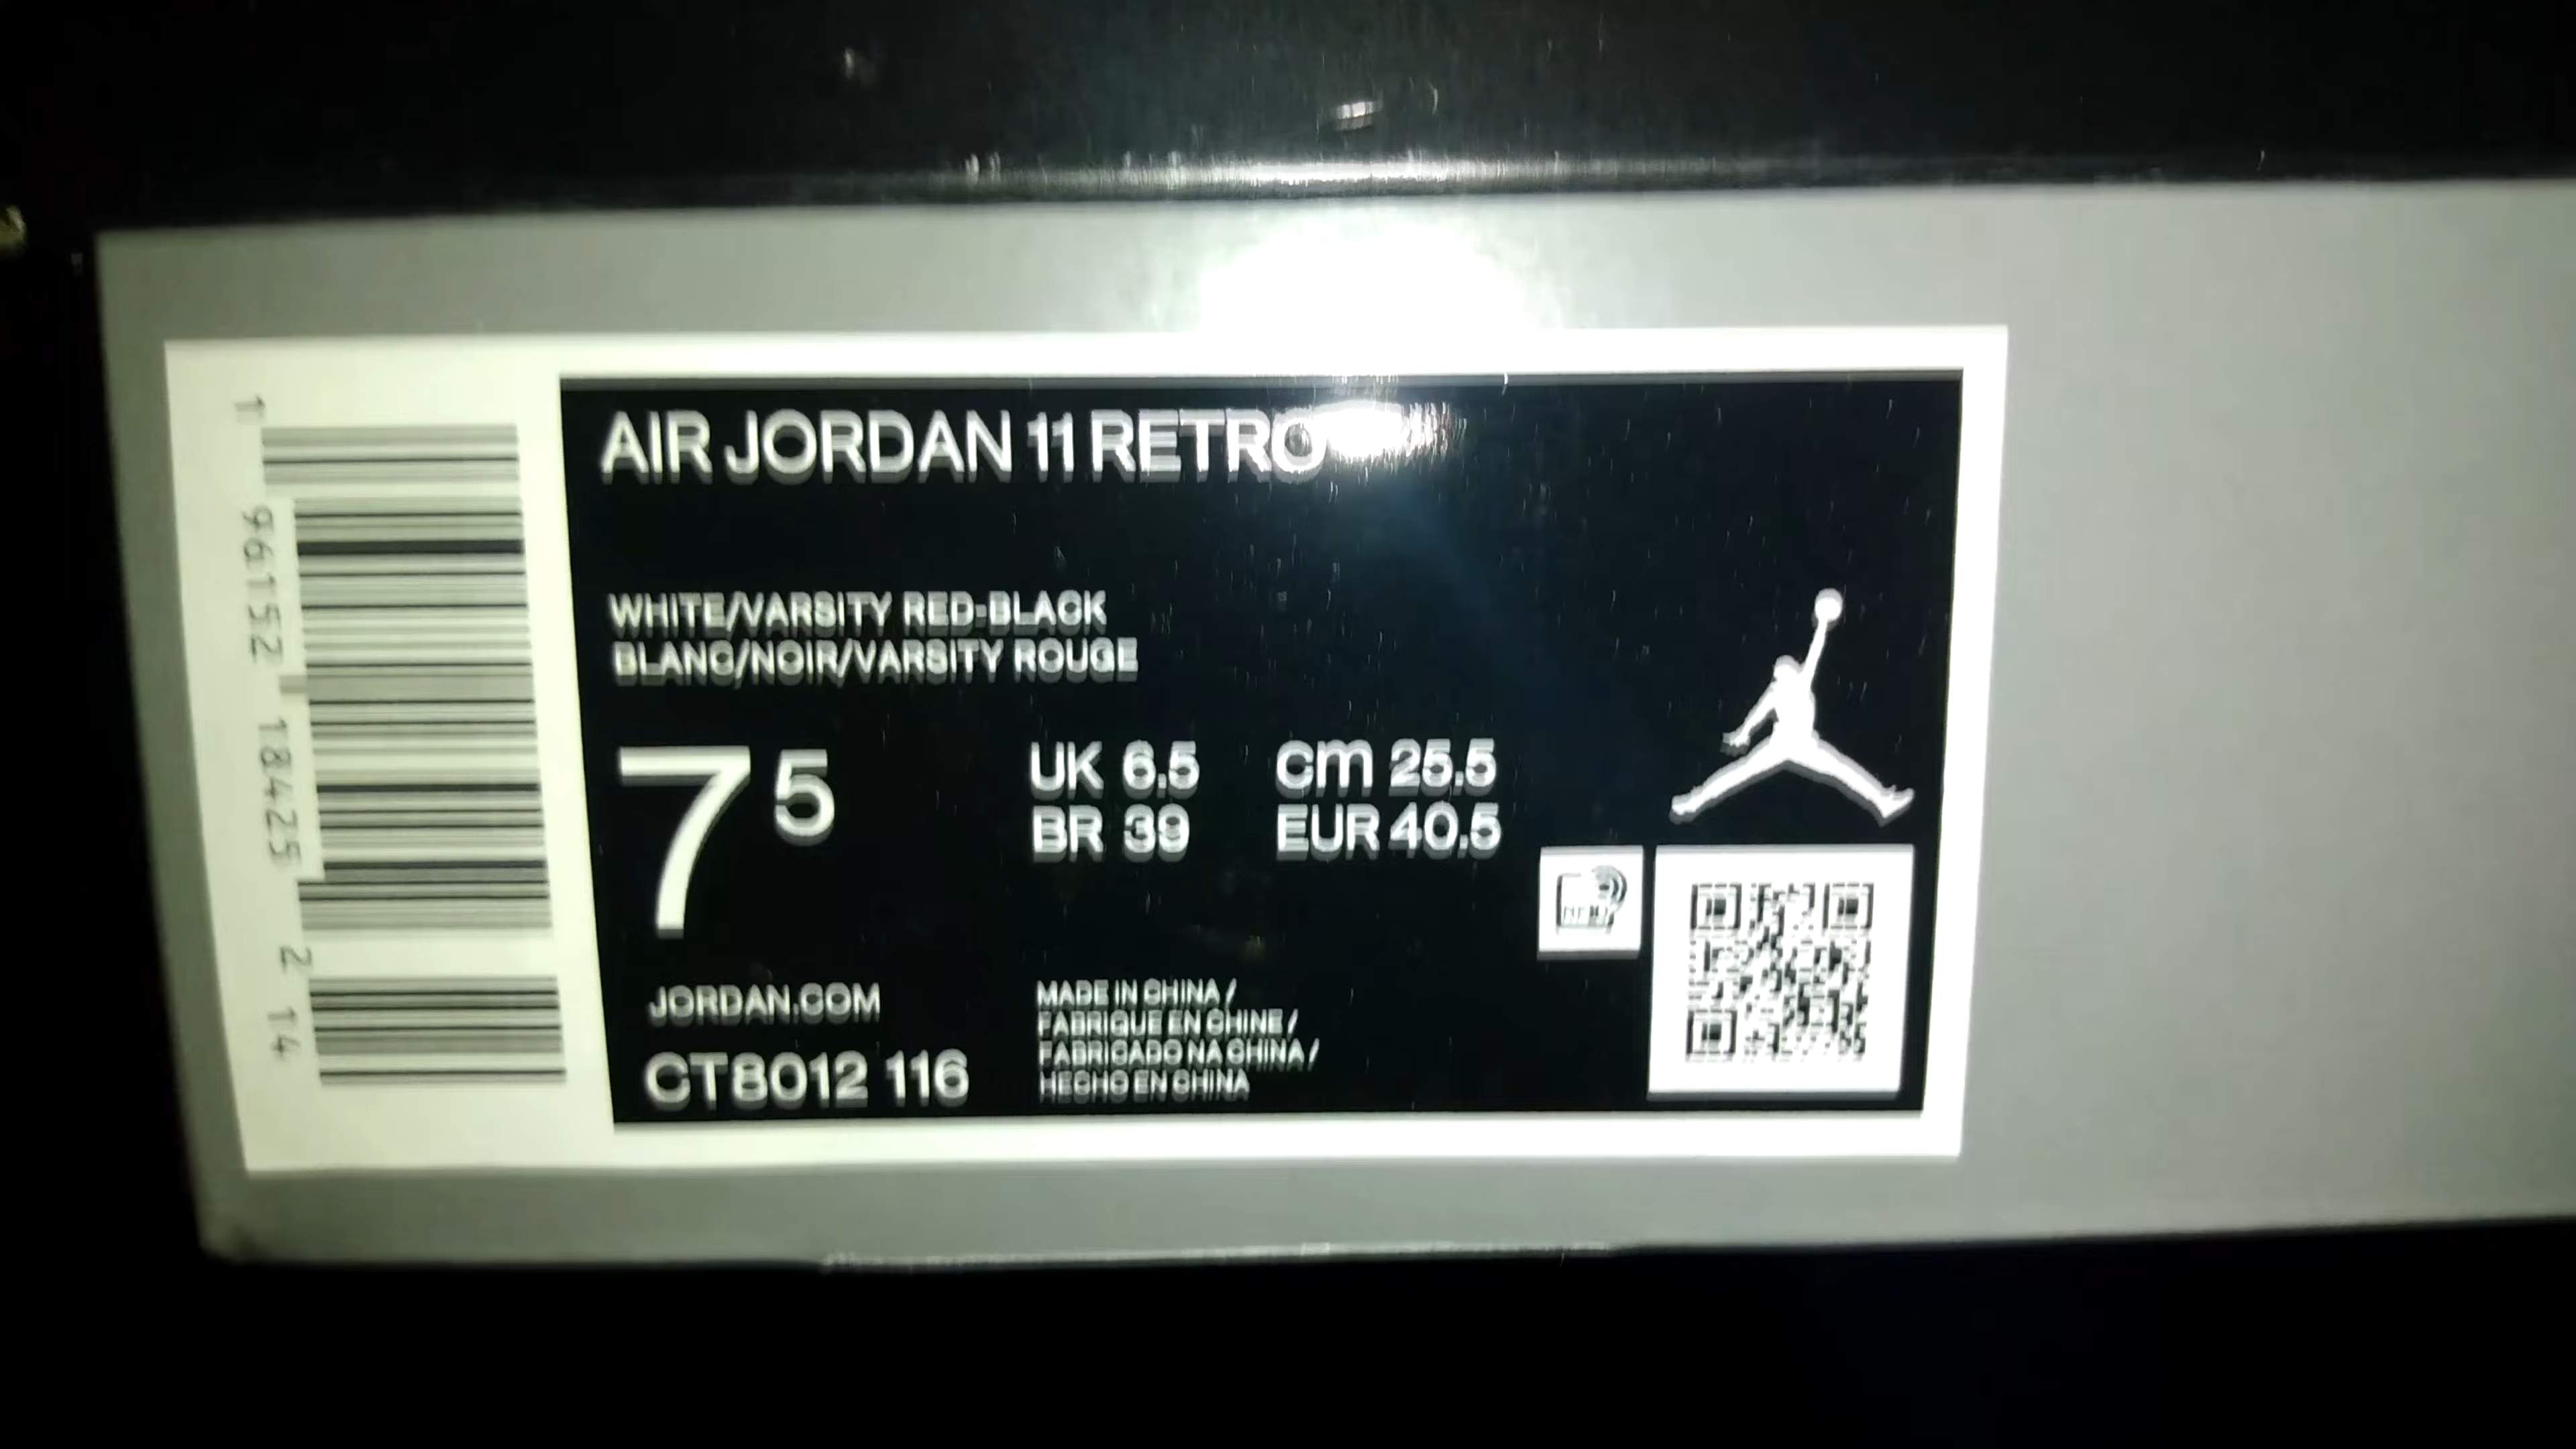 AIR JORDAN 11 RETRO
WHITE/VARSITY RED-BLACK
BLANC/NOIR/VARSITY ROUGE
7 5
UK 6.5
BR 39
cm 25.5
EUR 40.5
JORDAN.COM
CT8012 116
MADE IN CHINA /
FABRIQUE EN CHINE /
FABRICADO NA CHINA /
HECHO EN CHINA
1 96152 18425 2 14